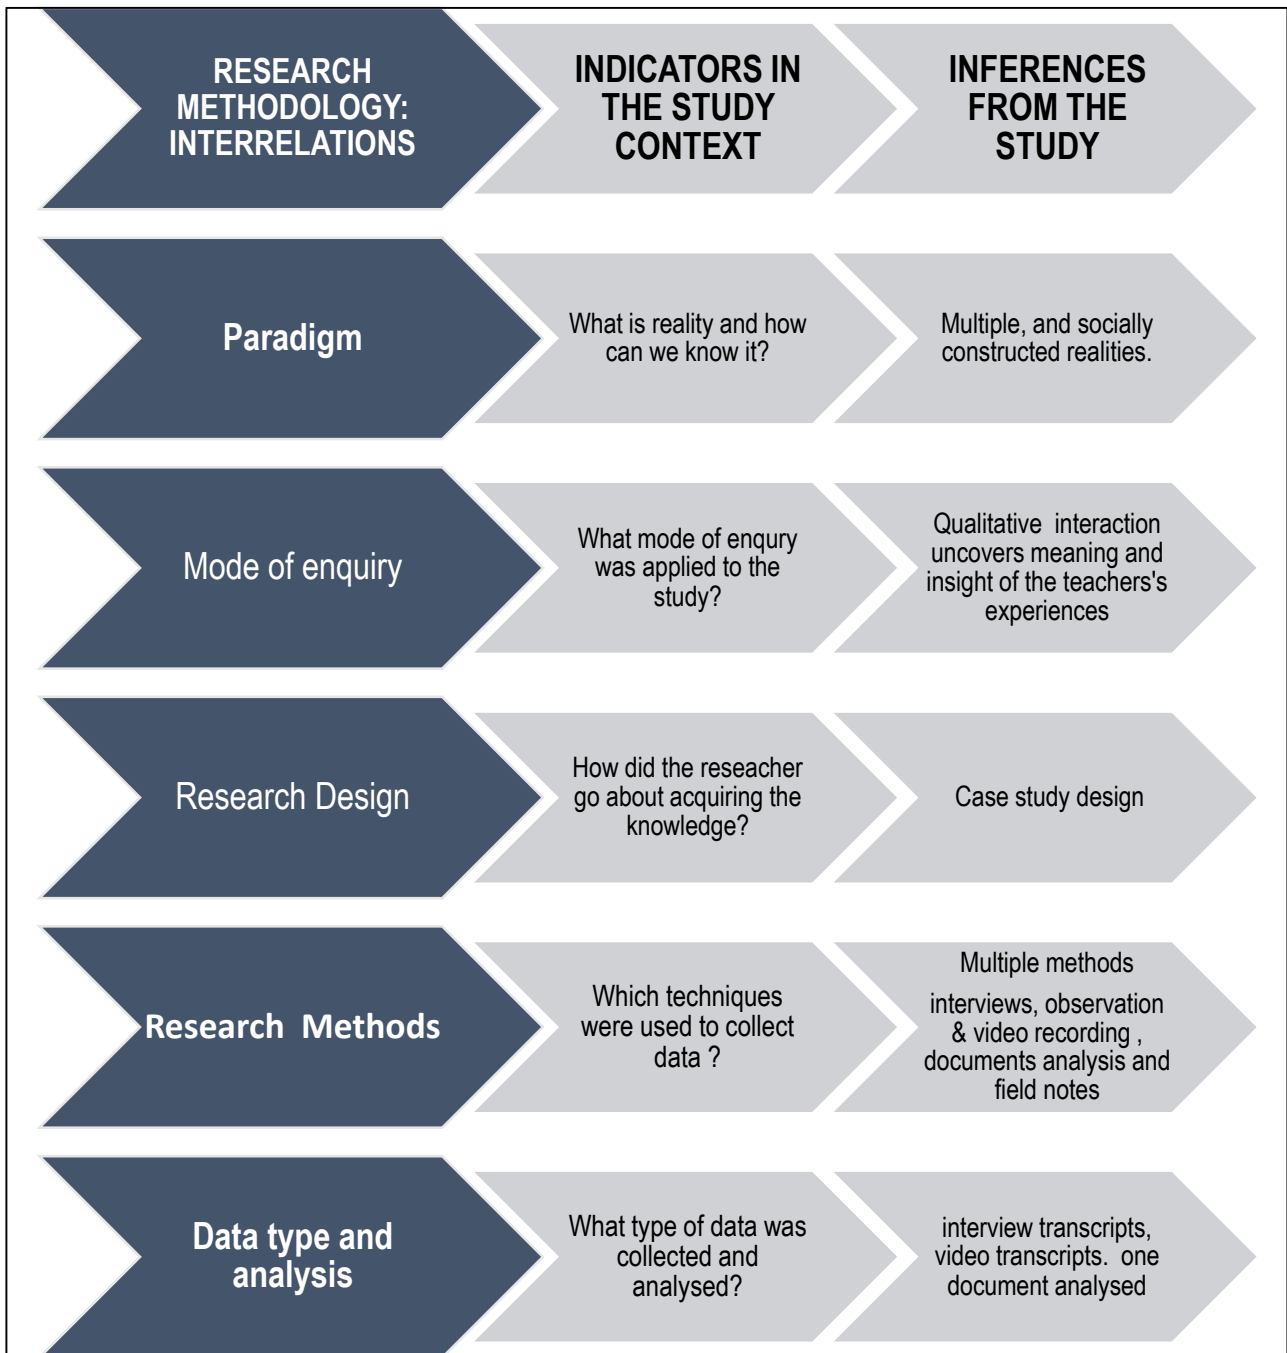 RESEARCH
METHODOLOGY:
INTERRELATIONS
INDICATORS IN
THE STUDY
CONTEXT
INFERENCES
FROM THE
STUDY
Paradigm
What is reality and how
can we know it?
Multiple, and socially
constructed realities.
Mode of enquiry
What mode of enqury
was applied to the
study?
Qualitative interaction
uncovers meaning and
insight of the teachers's
experiences
Research Design
How did the reseacher
go about acquiring the
knowledge?
Case study design
Research Methods
Which techniques
were used to collect
data ?
Multiple methods
interviews, observation
& video recording ,
documents analysis and
field notes
Data type and
analysis
What type of data was
collected and
analysed?
interview transcripts,
video transcripts. one
document analysed